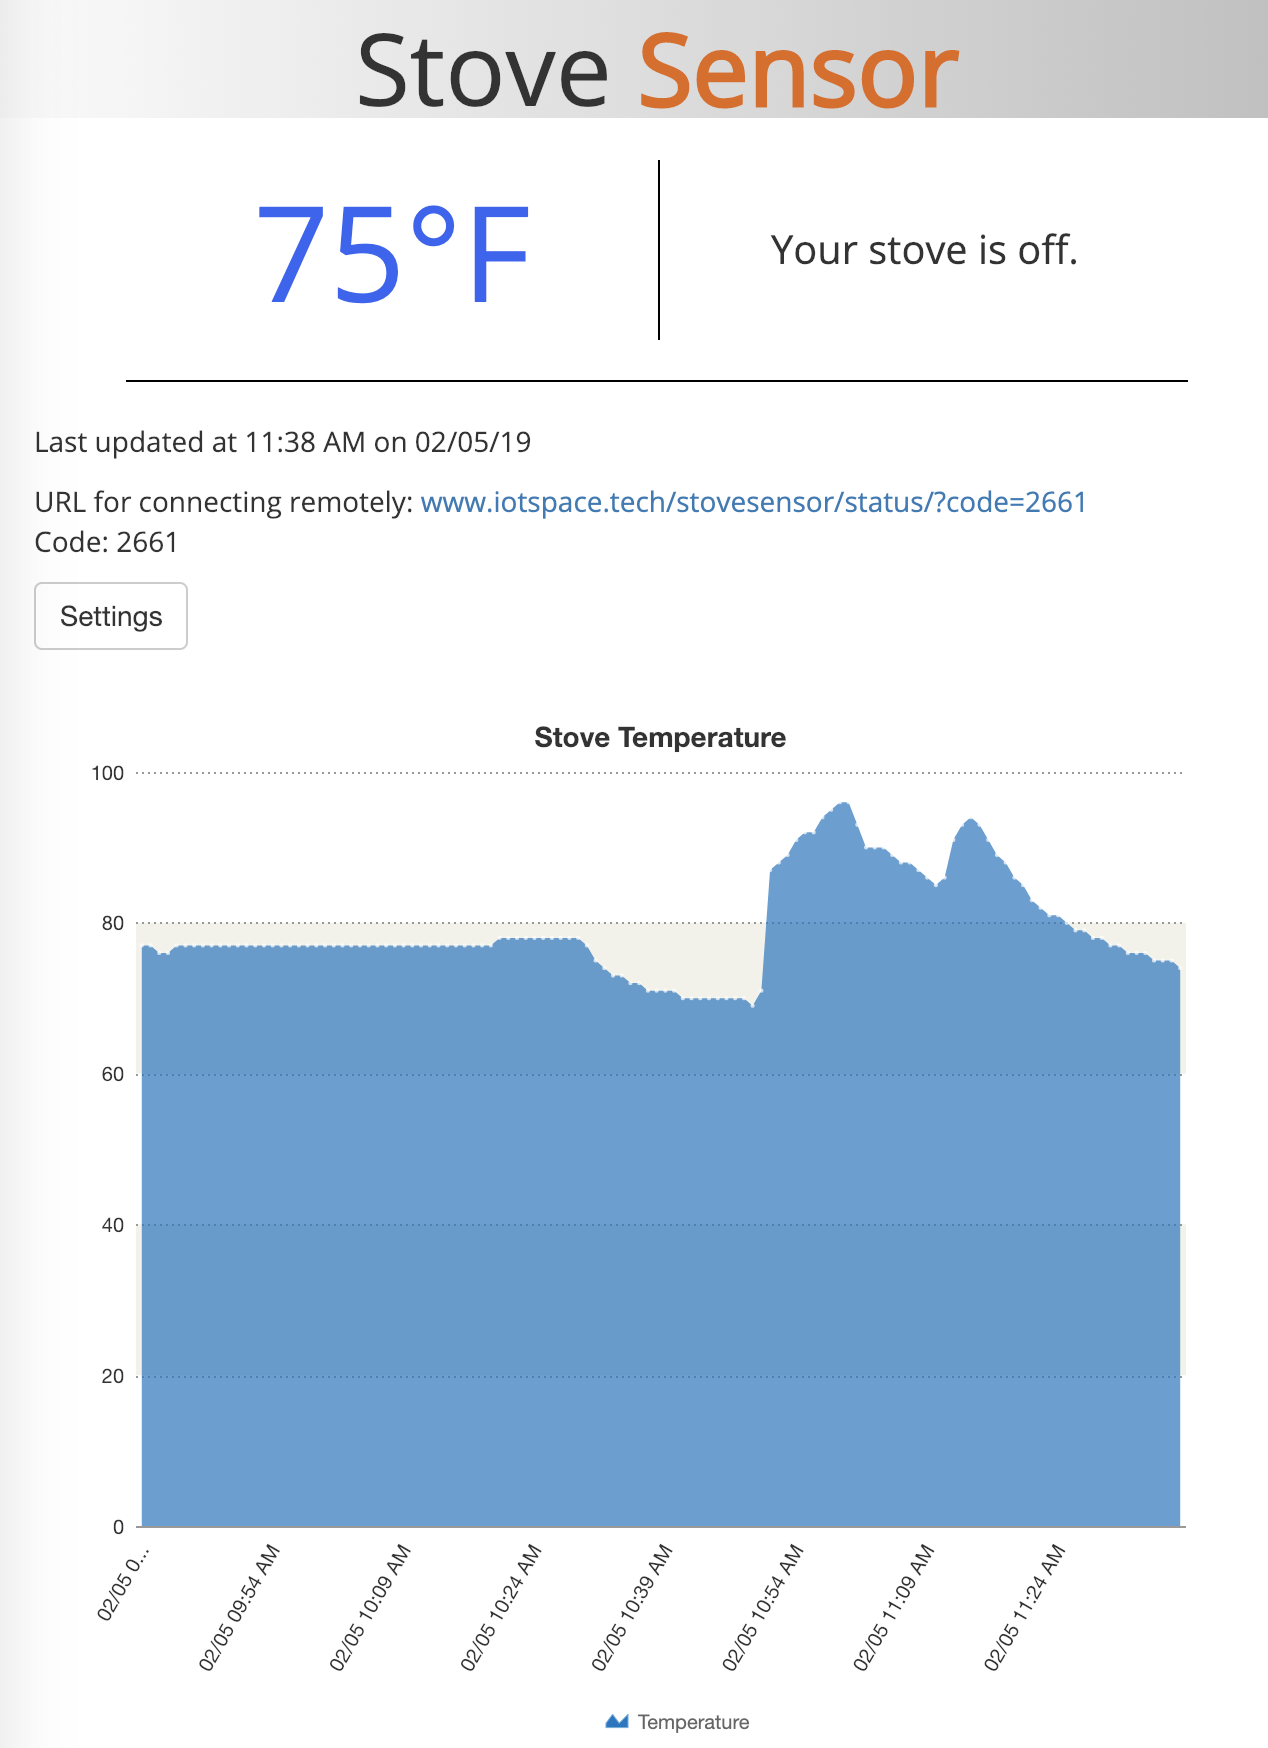 Stove Sensor
75°F
Your stove is off.
Last updated at 11:38 AM on 02/05/19
URL for connecting remotely: www.iotspace.tech/stovesensor/status/?code=2661
Code: 2661
Settings
Stove Temperature
100
80
60
40
20
0
02/05 0...
02/05 09:54 AM
02/05 10:09 AM
02/05 10:24 AM
02/05 10:39 AM
02/05 10:54 AM
02/05 11:09 AM
02/05 11:24 AM
Temperature